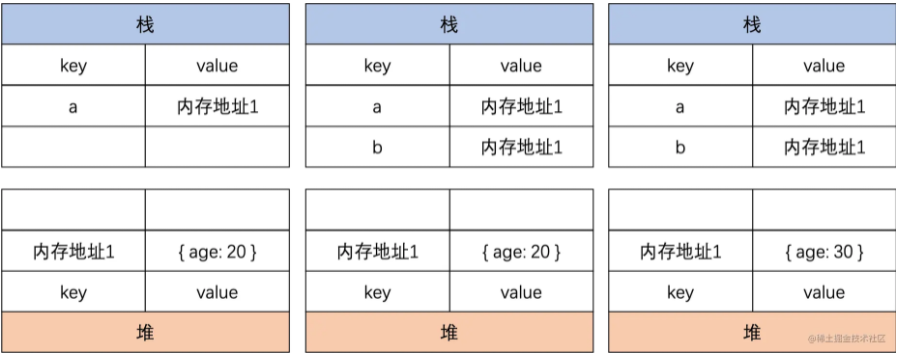 栈 栈 栈
key value key value key value
a 内存地址1 a 内存地址1 a 内存地址1
b 内存地址1 b 内存地址1
内存地址1 { age: 20 } 内存地址1 { age: 20 } 内存地址1 { age: 30 }
key value key value key value
堆 堆 堆
@稀土掘金技术社区